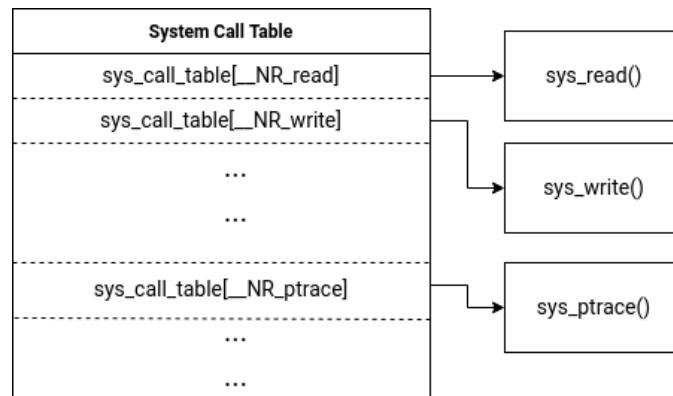 System Call Table
sys_call_table[__NR_read]
sys_read()
sys_call_table[__NR_write]
sys_write()
...
...
sys_call_table[__NR_ptrace]
sys_ptrace()
...
...